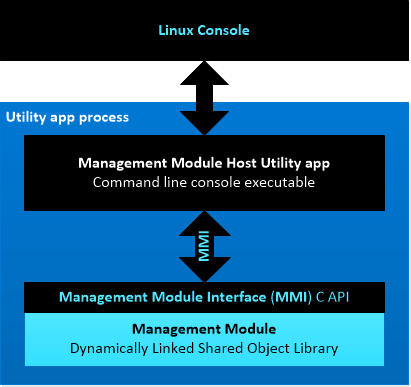 Linux Console
Utility app process
Management Module Host Utility app
Command line console executable
MMI
Management Module Interface (MMI) C API
Management Module
Dynamically Linked Shared Object Library